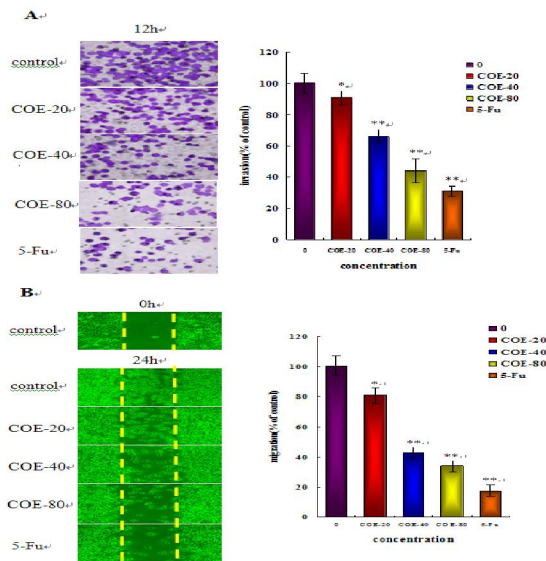 A
12h
control
COE-20
COE-40
COE-80
5-Fu
invasion(% of control)
120
100
80
60
40
20
0
*
**
**
**
0
COE-20
COE-40
COE-80
5-Fu
0
COE-20
COE-40
COE-80
5-Fu
concentration
B
0h
control
24h
control
COE-20
COE-40
COE-80
5-Fu
migration(% of control)
120
100
80
60
40
20
0
*
**
**
**
0
COE-20
COE-40
COE-80
5-Fu
0
COE-20
COE-40
COE-80
5-Fu
concentration